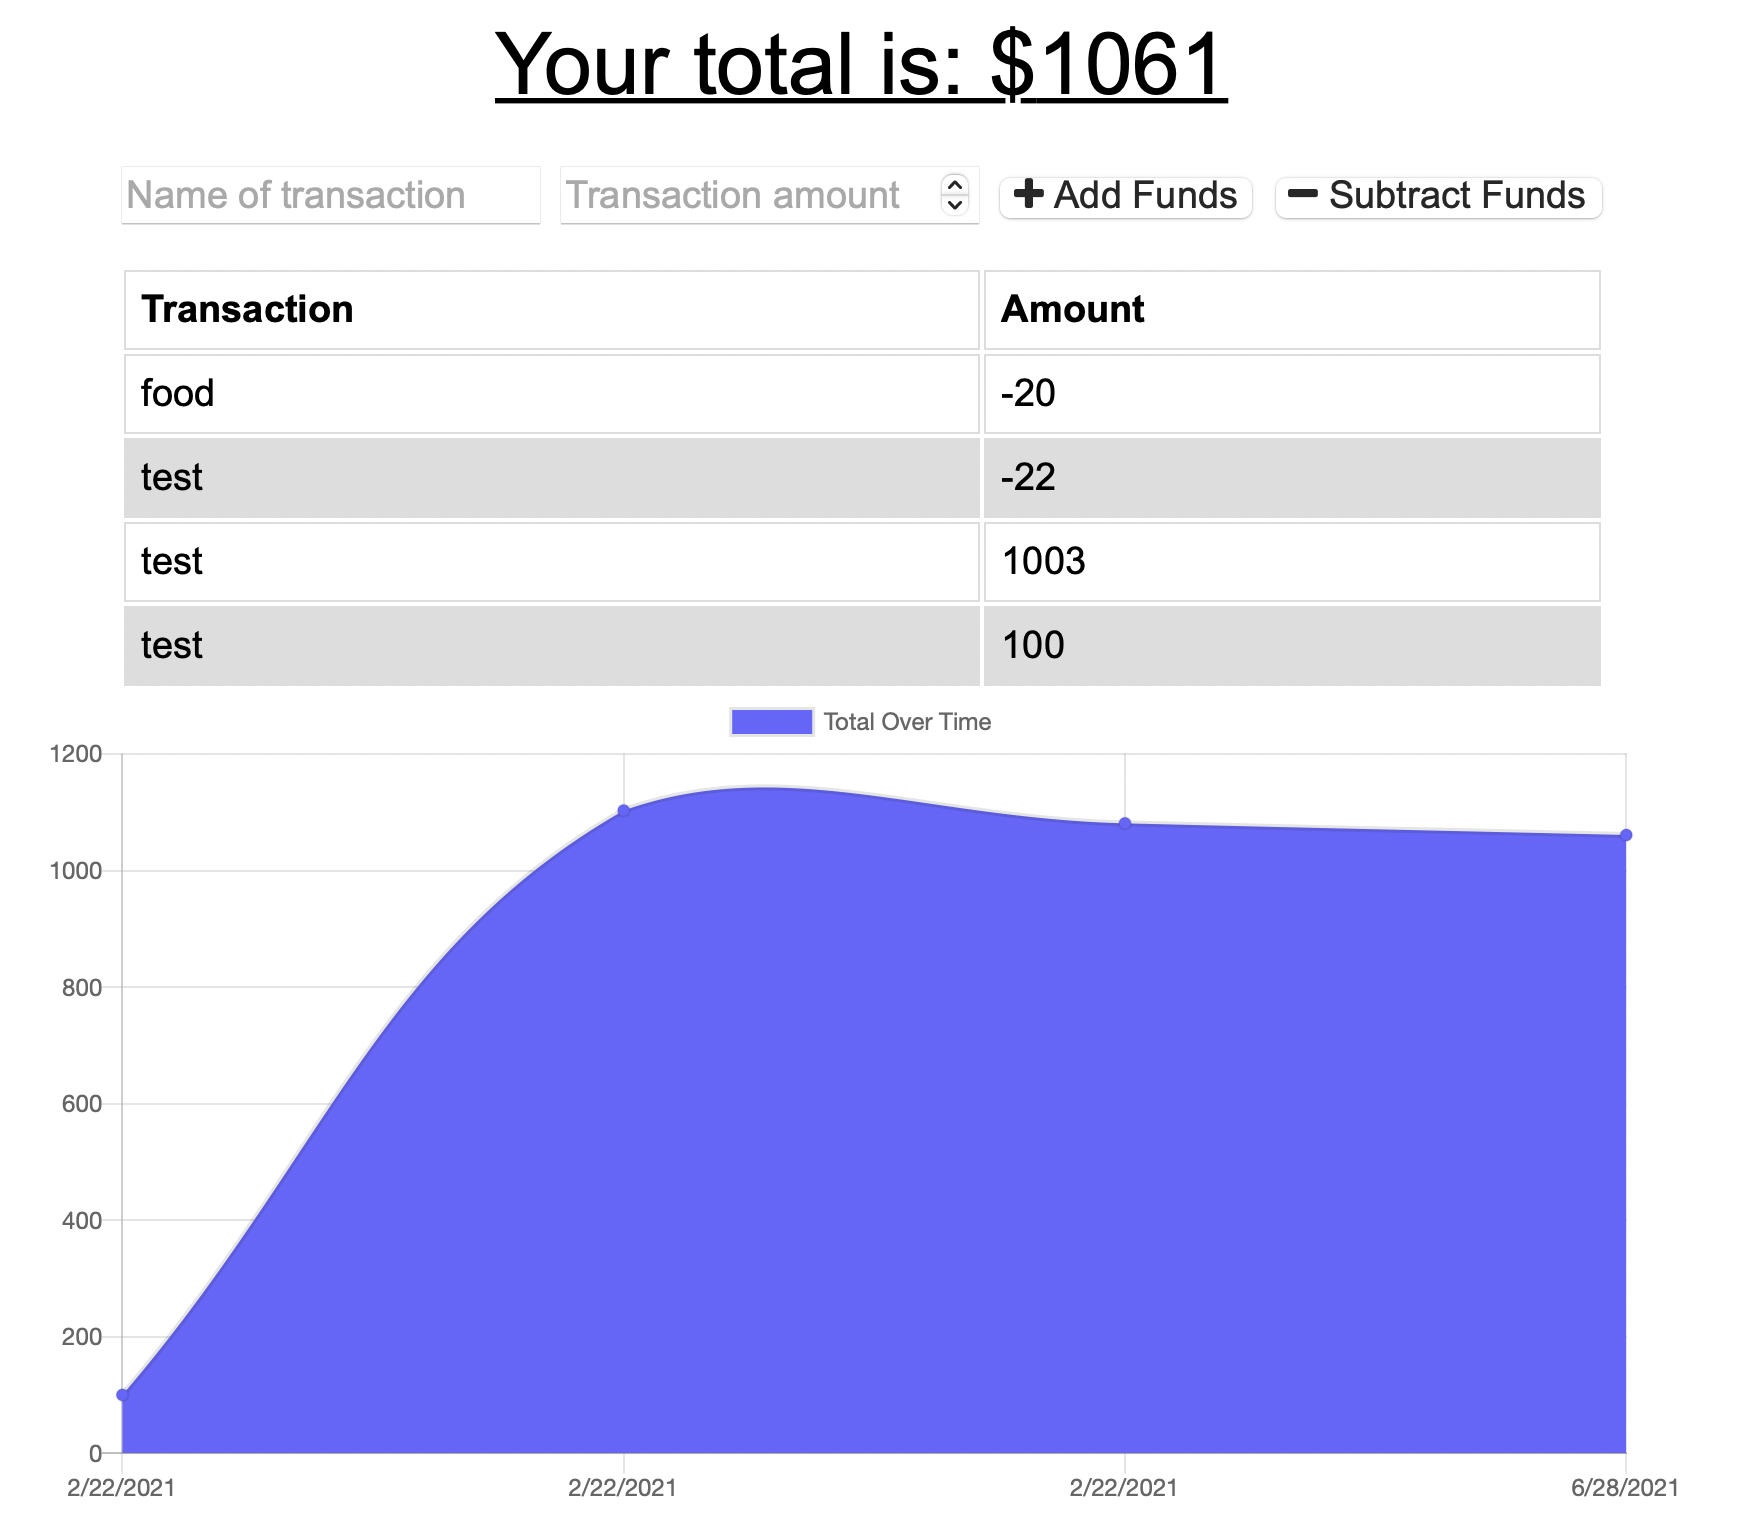 Your total is: $1061
Name of transaction Transaction amount + Add Funds − Subtract Funds
Transaction Amount
food -20
test -22
test 1003
test 100
Total Over Time
1200
1000
800
600
400
200
0
2/22/2021 2/22/2021 2/22/2021 6/28/2021